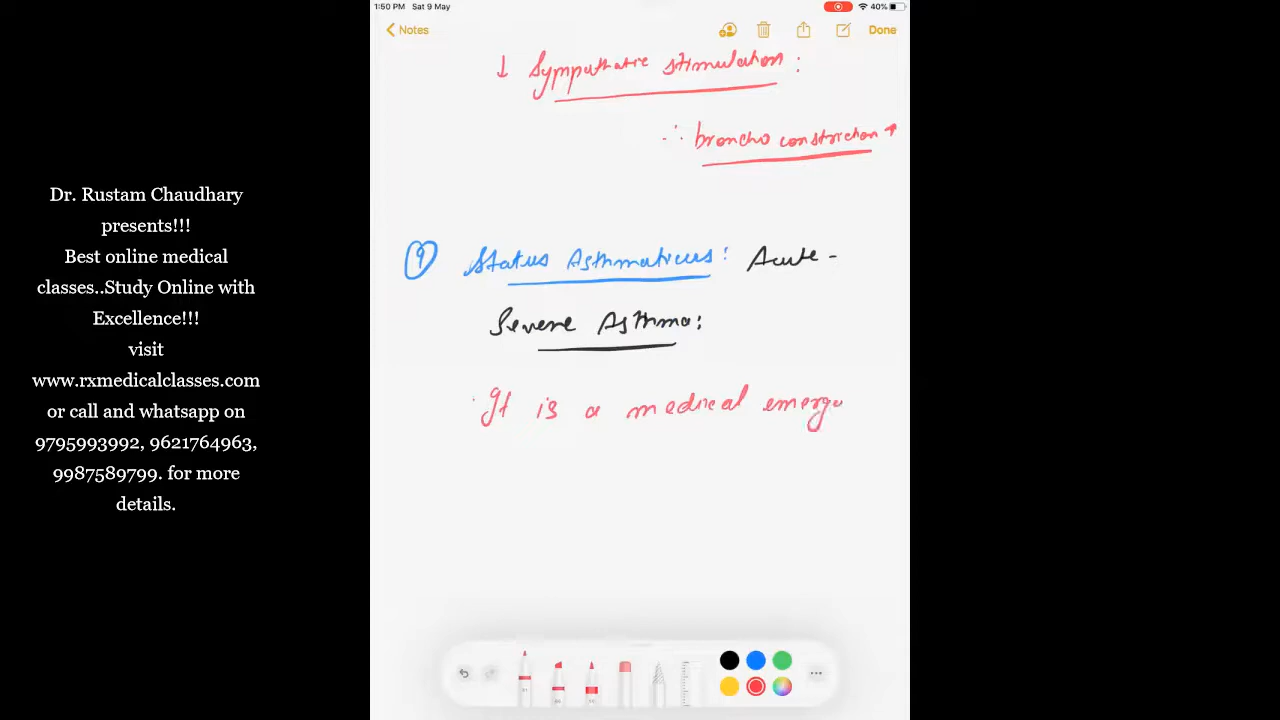 1:50 PM Sat 9 May
40%
Notes
Done
↓ Sympathatic stimulation :
∴ broncho constriction ↑
Dr. Rustam Chaudhary
presents!!!
Best online medical
classes..Study Online with
Excellence!!!
visit
www.rxmedicalclasses.com
or call and whatsapp on
9795993992, 9621764963,
9987589799. for more
details.
9 Status Asthmaticus : Acute -
Severe Asthma:
It is a medical emerge